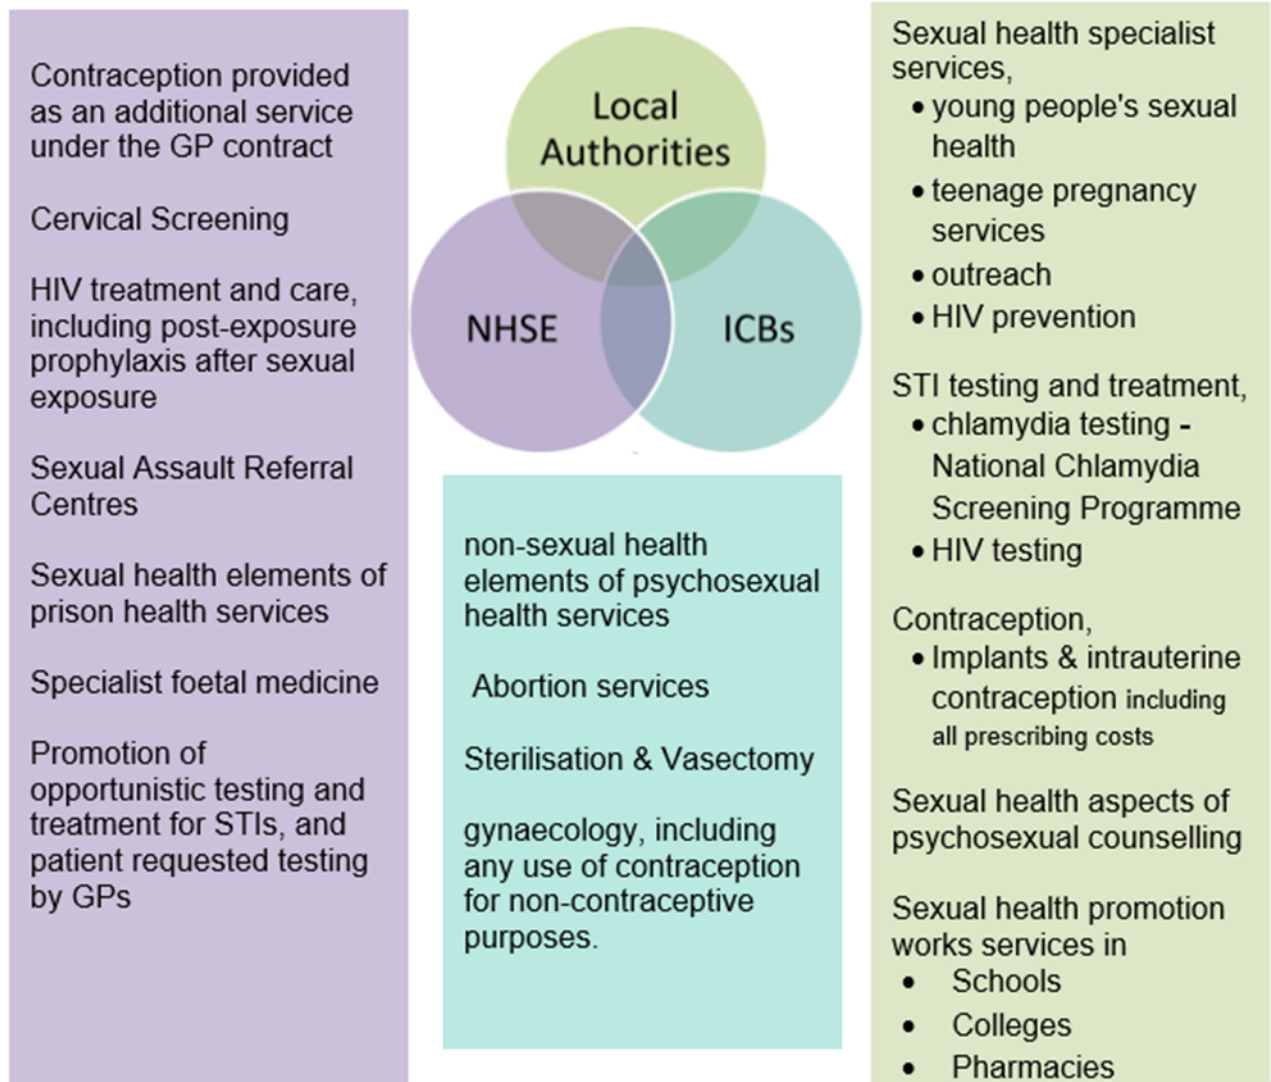 Contraception provided
as an additional service
under the GP contract
Cervical Screening
HIV treatment and care,
including post-exposure
prophylaxis after sexual
exposure
Sexual Assault Referral
Centres
Sexual health elements of
prison health services
Specialist foetal medicine
Promotion of
opportunistic testing and
treatment for STIs, and
patient requested testing
by GPs
Local
Authorities
NHSE
ICBs
non-sexual health
elements of psychosexual
health services
Abortion services
Sterilisation & Vasectomy
gynaecology, including
any use of contraception
for non-contraceptive
purposes.
Sexual health specialist
services,
• young people's sexual
health
• teenage pregnancy
services
• outreach
• HIV prevention
STI testing and treatment,
• chlamydia testing -
National Chlamydia
Screening Programme
• HIV testing
Contraception,
• Implants & intrauterine
contraception including
all prescribing costs
Sexual health aspects of
psychosexual counselling
Sexual health promotion
works services in
• Schools
• Colleges
• Pharmacies